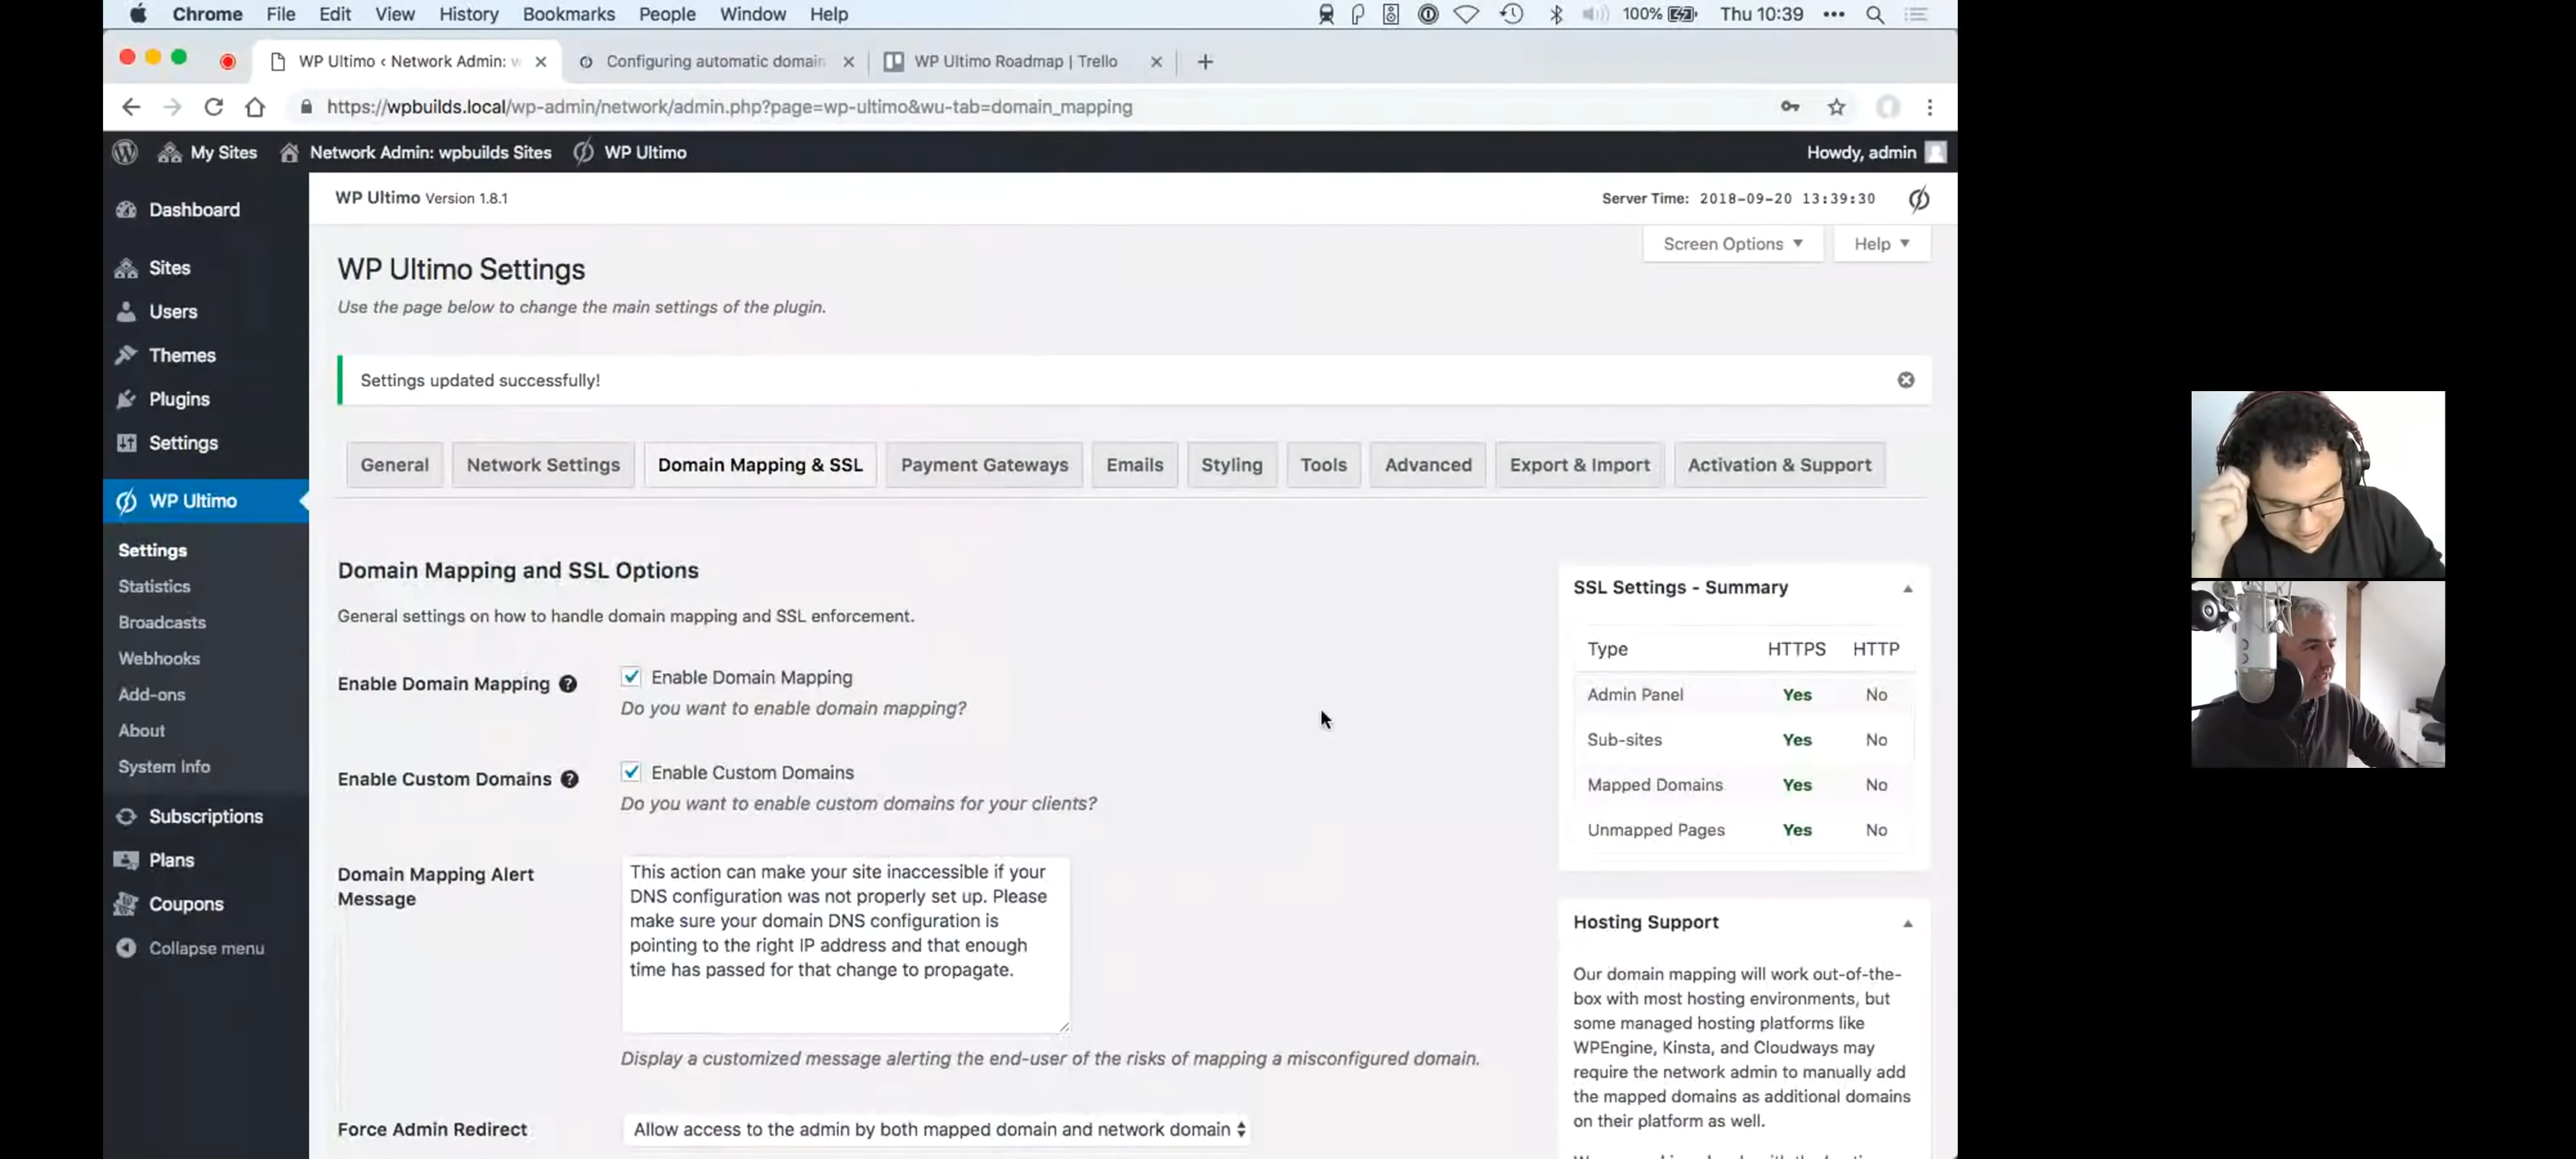 Chrome File Edit View History Bookmarks People Window Help 100% Thu 10:39
WP Ultimo ‹ Network Admin: w Configuring automatic domain WP Ultimo Roadmap | Trello
https://wpbuilds.local/wp-admin/network/admin.php?page=wp-ultimo&wu-tab=domain_mapping
My Sites Network Admin: wpbuilds Sites WP Ultimo Howdy, admin
WP Ultimo Version 1.8.1 Server Time: 2018-09-20 13:39:30
Screen Options Help
Dashboard
Sites
Users
Themes
Plugins
Settings
WP Ultimo
Settings
Statistics
Broadcasts
Webhooks
Add-ons
About
System Info
Subscriptions
Plans
Coupons
Collapse menu
WP Ultimo Settings
Use the page below to change the main settings of the plugin.
Settings updated successfully!
General Network Settings Domain Mapping & SSL Payment Gateways Emails Styling Tools Advanced Export & Import Activation & Support
Domain Mapping and SSL Options
General settings on how to handle domain mapping and SSL enforcement.
Enable Domain Mapping Enable Domain Mapping
Do you want to enable domain mapping?
Enable Custom Domains Enable Custom Domains
Do you want to enable custom domains for your clients?
Domain Mapping Alert
Message
This action can make your site inaccessible if your
DNS configuration was not properly set up. Please
make sure your domain DNS configuration is
pointing to the right IP address and that enough
time has passed for that change to propagate.
Display a customized message alerting the end-user of the risks of mapping a misconfigured domain.
Force Admin Redirect Allow access to the admin by both mapped domain and network domain
SSL Settings - Summary
Type HTTPS HTTP
Admin Panel Yes No
Sub-sites Yes No
Mapped Domains Yes No
Unmapped Pages Yes No
Hosting Support
Our domain mapping will work out-of-the-
box with most hosting environments, but
some managed hosting platforms like
WPEngine, Kinsta, and Cloudways may
require the network admin to manually add
the mapped domains as additional domains
on their platform as well.